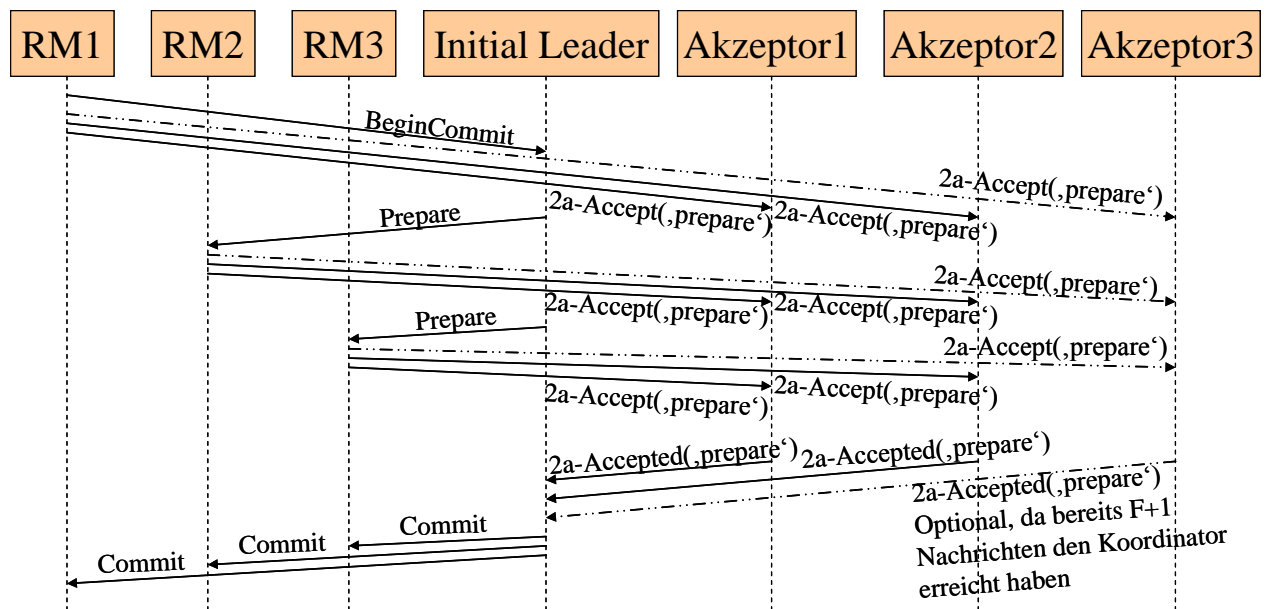 RM1
RM2
RM3
Initial Leader
Akzeptor1
Akzeptor2
Akzeptor3
BeginCommit
2a-Accept(‚prepare‘)
2a-Accept(‚prepare‘)
2a-Accept(‚prepare‘)
Prepare
2a-Accept(‚prepare‘)
2a-Accept(‚prepare‘)
2a-Accept(‚prepare‘)
Prepare
2a-Accept(‚prepare‘)
2a-Accept(‚prepare‘)
2a-Accept(‚prepare‘)
2a-Accepted(‚prepare‘)
2a-Accepted(‚prepare‘)
2a-Accepted(‚prepare‘)
Optional, da bereits F+1
Nachrichten den Koordinator
erreicht haben
Commit
Commit
Commit